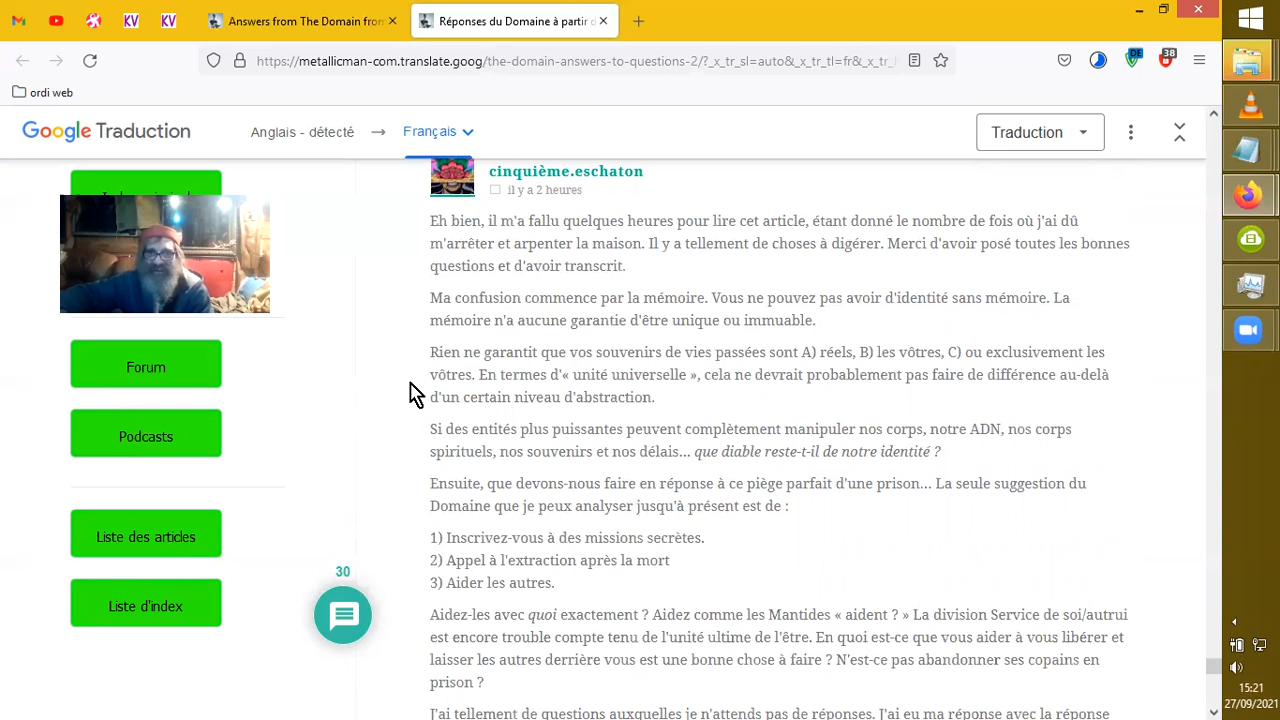 KV
KV
Answers from The Domain from
Réponses du Domaine à partir d
https://metallicman-com.translate.goog/the-domain-answers-to-questions-2/?_x_tr_sl=auto&_x_tr_tl=fr&_x_tr_
DE
38
ordi web
Google Traduction
Anglais - détecté
Français
Traduction
cinquième.eschaton
il y a 2 heures
Eh bien, il m'a fallu quelques heures pour lire cet article, étant donné le nombre de fois où j'ai dû
m'arrêter et arpenter la maison. Il y a tellement de choses à digérer. Merci d'avoir posé toutes les bonnes
questions et d'avoir transcrit.
Ma confusion commence par la mémoire. Vous ne pouvez pas avoir d'identité sans mémoire. La
mémoire n'a aucune garantie d'être unique ou immuable.
Rien ne garantit que vos souvenirs de vies passées sont A) réels, B) les vôtres, C) ou exclusivement les
vôtres. En termes d'« unité universelle », cela ne devrait probablement pas faire de différence au-delà
d'un certain niveau d'abstraction.
Si des entités plus puissantes peuvent complètement manipuler nos corps, notre ADN, nos corps
spirituels, nos souvenirs et nos délais... que diable reste-t-il de notre identité ?
Ensuite, que devons-nous faire en réponse à ce piège parfait d'une prison... La seule suggestion du
Domaine que je peux analyser jusqu'à présent est de :
1) Inscrivez-vous à des missions secrètes.
2) Appel à l'extraction après la mort
3) Aider les autres.
Aidez-les avec quoi exactement ? Aidez comme les Mantides « aident ? » La division Service de soi/autrui
est encore trouble compte tenu de l'unité ultime de l'être. En quoi est-ce que vous aider à vous libérer et
laisser les autres derrière vous est une bonne chose à faire ? N'est-ce pas abandonner ses copains en
prison ?
J'ai tellement de questions auxquelles je n'attends pas de réponses. J'ai eu ma réponse avec la réponse
Forum
Podcasts
Liste des articles
Liste d'index
30
15:21
27/09/2021